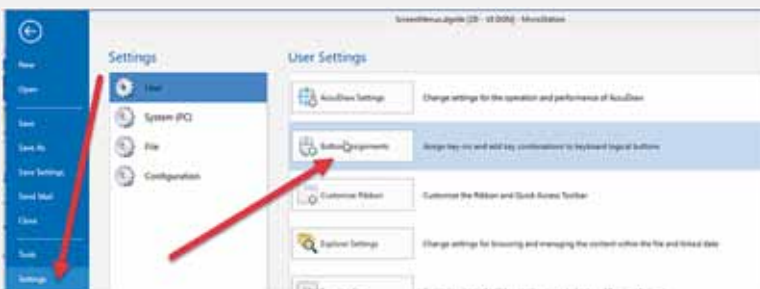 ScreenMenus.dgnlib [2D - V8 DGN] - MicroStation
New
Open
Save
Save As
Save Settings
Send Mail
Close
Tools
Settings
Settings
User
System (PC)
File
Configuration
User Settings
AccuDraw Settings
Change settings for the operation and performance of AccuDraw
Button Assignments
Assign key-ins and add key combinations to keyboard logical buttons
Customize Ribbon
Customize the Ribbon and Quick Access Toolbar
Explorer Settings
Change settings for browsing and managing the content within the file and linked data